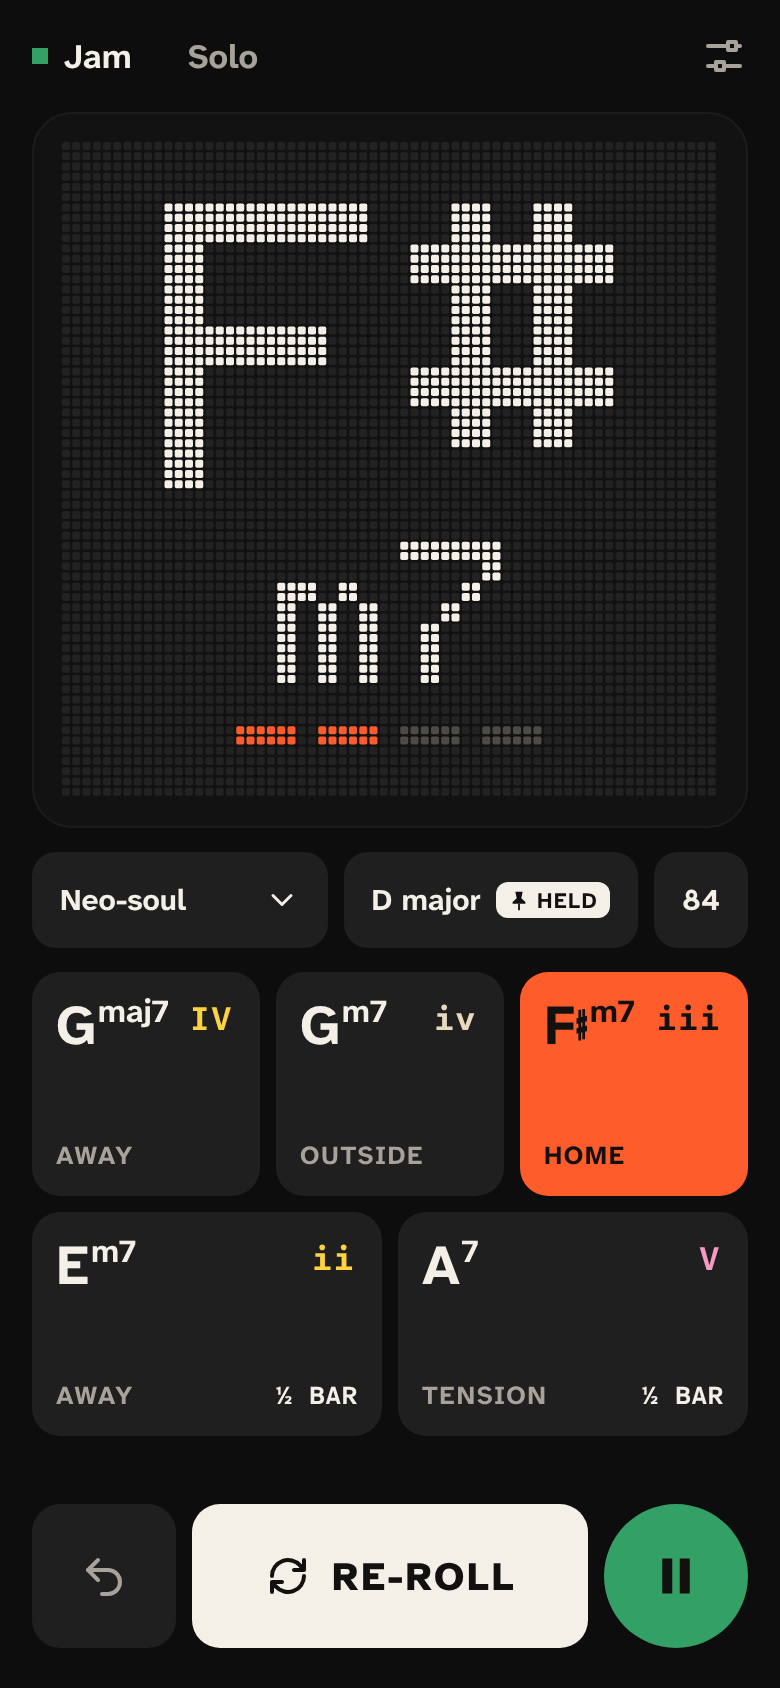 Jam Solo
F#
m7
Neo-soul D major HELD 84
Gmaj7 IV Gm7 iv F♯m7 iii
AWAY OUTSIDE HOME
Em7 ii A7 V
AWAY ½ BAR TENSION ½ BAR
RE-ROLL